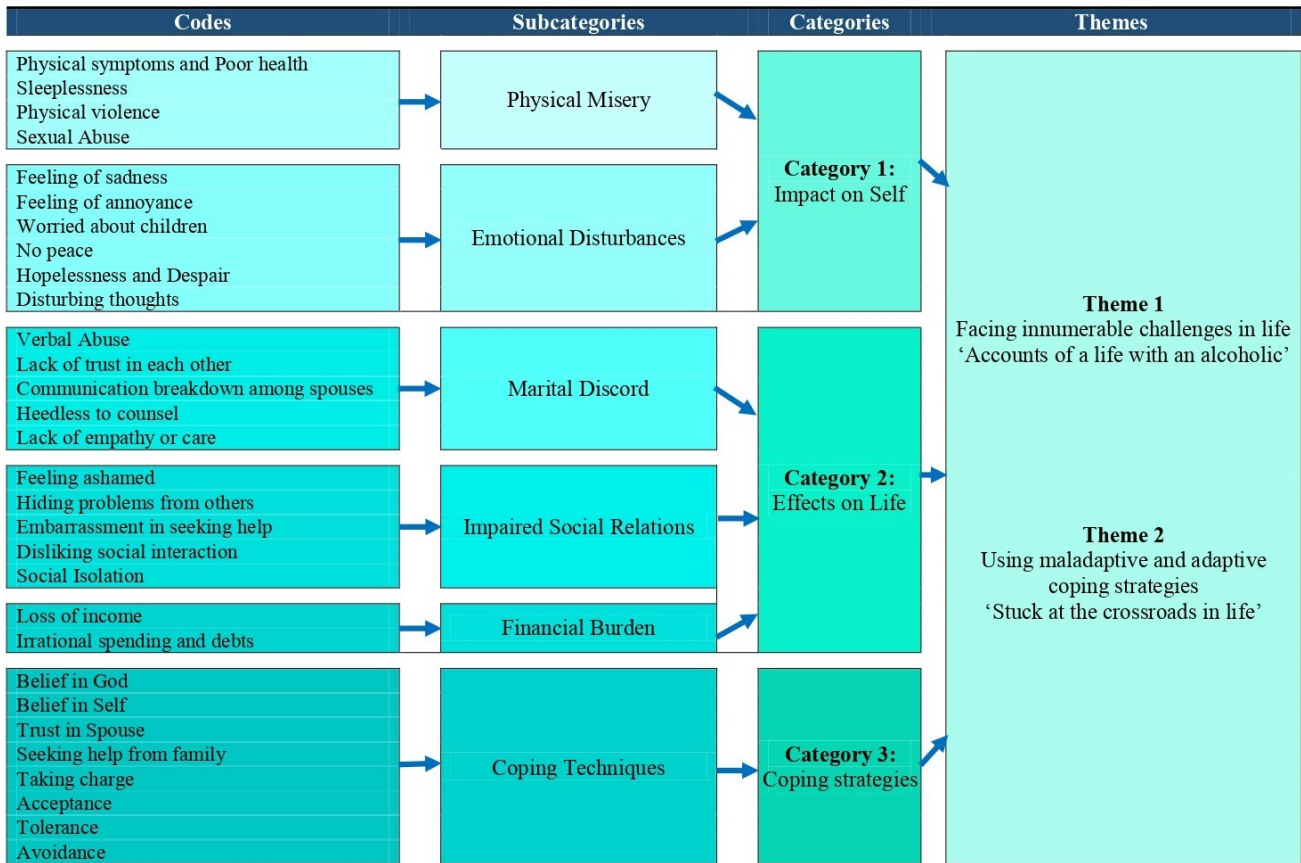 Codes
Subcategories
Categories
Themes
Physical symptoms and Poor health
Sleeplessness
Physical violence
Sexual Abuse
Physical Misery
Feeling of sadness
Feeling of annoyance
Worried about children
No peace
Hopelessness and Despair
Disturbing thoughts
Emotional Disturbances
Category 1:
Impact on Self
Verbal Abuse
Lack of trust in each other
Communication breakdown among spouses
Heedless to counsel
Lack of empathy or care
Marital Discord
Feeling ashamed
Hiding problems from others
Embarrassment in seeking help
Disliking social interaction
Social Isolation
Impaired Social Relations
Loss of income
Irrational spending and debts
Financial Burden
Category 2:
Effects on Life
Belief in God
Belief in Self
Trust in Spouse
Seeking help from family
Taking charge
Acceptance
Tolerance
Avoidance
Coping Techniques
Category 3:
Coping strategies
Theme 1
Facing innumerable challenges in life
‘Accounts of a life with an alcoholic’
Theme 2
Using maladaptive and adaptive
coping strategies
‘Stuck at the crossroads in life’